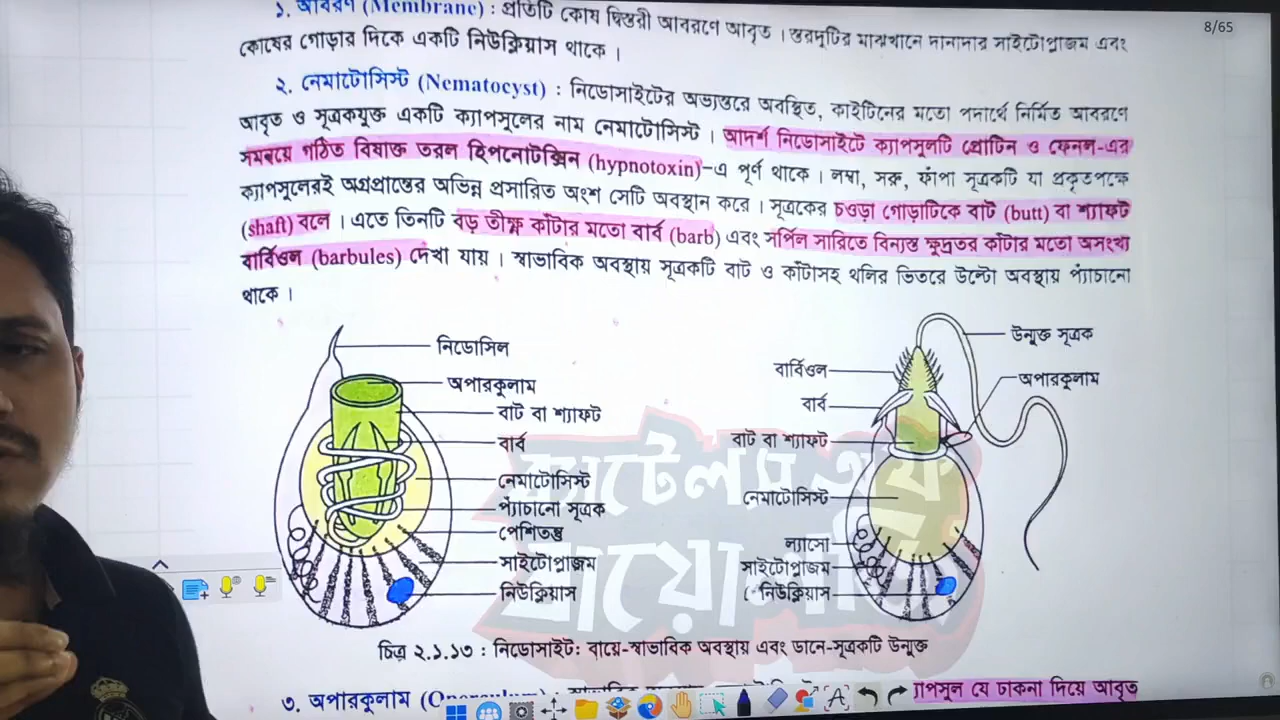 ১. আবরণ (Membrane) : প্রতিটি কোষ দ্বিস্তরী আবরণে আবৃত । স্তরদুটির মাঝখানে দানাদার সাইটোপ্লাজম এবং
8/65
কোষের গোড়ার দিকে একটি নিউক্লিয়াস থাকে ।
২. নেমাটোসিস্ট (Nematocyst) : নিডোসাইটের অভ্যন্তরে অবস্থিত, কাইটিনের মতো পদার্থে নির্মিত আবরণে
আবৃত ও সূত্রকযুক্ত একটি ক্যাপসুলের নাম নেমাটোসিস্ট । আদর্শ নিডোসাইটে ক্যাপসুলটি প্রোটিন ও ফেনল-এর
সমন্বয়ে গঠিত বিষাক্ত তরল হিপনোটক্সিন (hypnotoxin)-এ পূর্ণ থাকে । লম্বা, সরু, ফাঁপা সূত্রকটি যা প্রকৃতপক্ষে
ক্যাপসুলেরই অগ্রপ্রান্তের অভিন্ন প্রসারিত অংশ সেটি অবস্থান করে । সূত্রকের চওড়া গোড়াটিকে বাট (butt) বা শ্যাফট
(shaft) বলে । এতে তিনটি বড় তীক্ষ্ণ কাঁটার মতো বার্ব (barb) এবং সর্পিল সারিতে বিন্যস্ত ক্ষুদ্রতর কাঁটার মতো অসংখ্য
বার্বিওল (barbules) দেখা যায় । স্বাভাবিক অবস্থায় সূত্রকটি বাট ও কাঁটাসহ থলির ভিতরে উল্টো অবস্থায় প্যাঁচানো
থাকে ।
নিডোসিল
অপারকুলাম
বাট বা শ্যাফট
বার্ব
নেমাটোসিস্ট
প্যাঁচানো সূত্রক
পেশিতন্তু
সাইটোপ্লাজম
নিউক্লিয়াস
উন্মুক্ত সূত্রক
বার্বিওল
অপারকুলাম
বার্ব
বাট বা শ্যাফট
নেমাটোসিস্ট
ল্যাসো
সাইটোপ্লাজম
নিউক্লিয়াস
চিত্র ২.১.১৩ : নিডোসাইট: বায়ে-স্বাভাবিক অবস্থায় এবং ডানে-সূত্রকটি উন্মুক্ত
৩. অপারকুলাম (Operculum) : যে ঢাকনা দিয়ে আবৃত